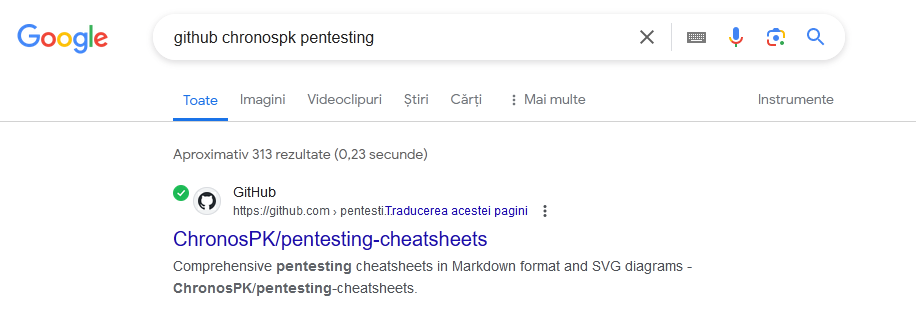 Google
github chronospk pentesting
Toate Imagini Videoclipuri Știri Cărți Mai multe Instrumente
Aproximativ 313 rezultate (0,23 secunde)
GitHub
https://github.com › pentesti.Traducerea acestei pagini
ChronosPK/pentesting-cheatsheets
Comprehensive pentesting cheatsheets in Markdown format and SVG diagrams -
ChronosPK/pentesting-cheatsheets.